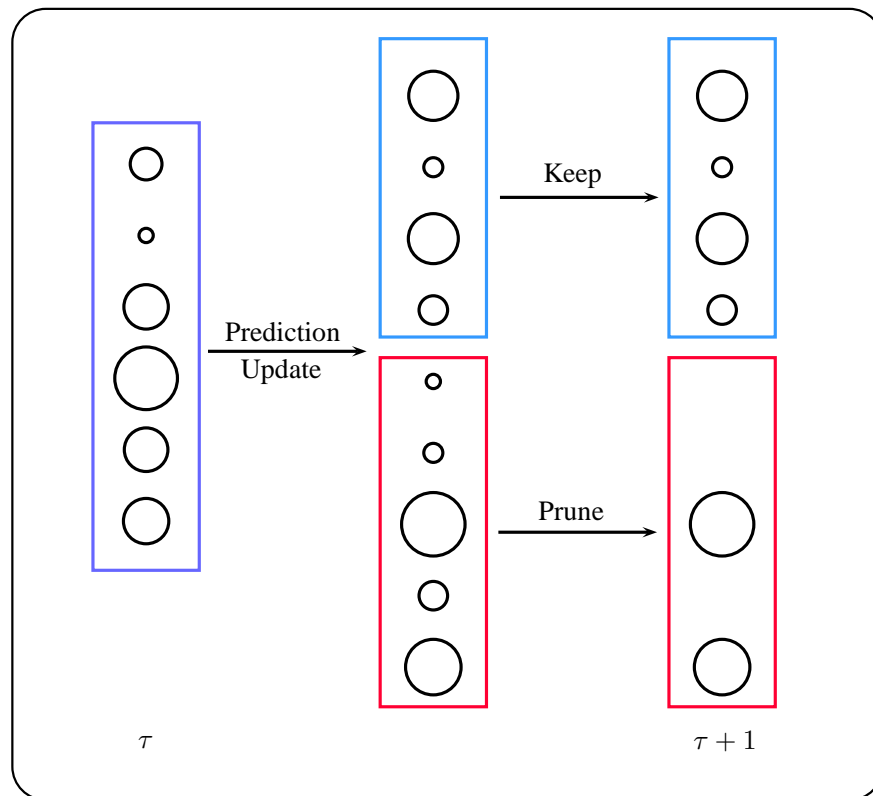 Keep
Prediction
Update
Prune
τ
τ + 1